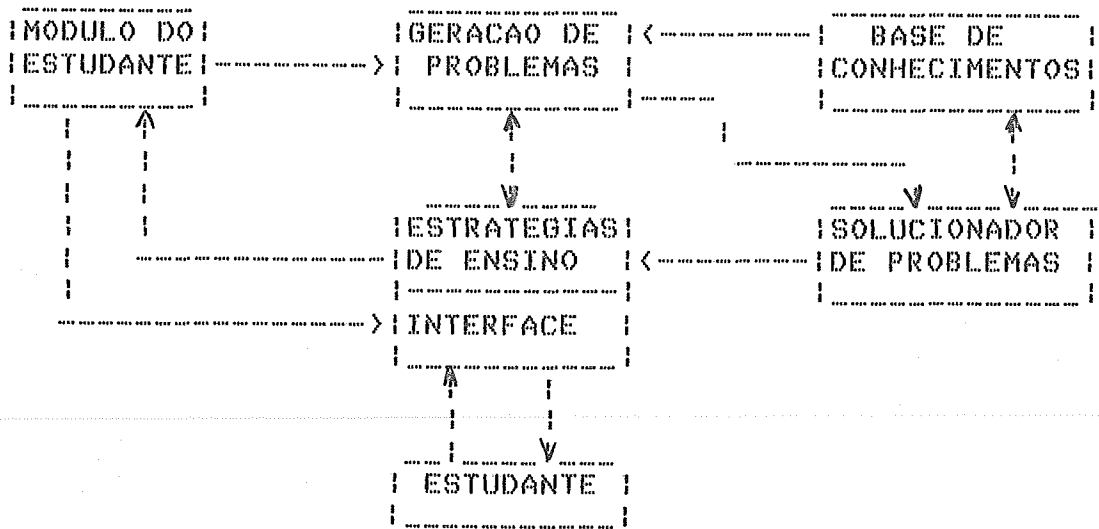 MODULO DO
ESTUDANTE
GERACAO DE
PROBLEMAS
BASE DE
CONHECIMENTOS
ESTRATEGIAS
DE ENSINO
SOLUCIONADOR
DE PROBLEMAS
INTERFACE
ESTUDANTE